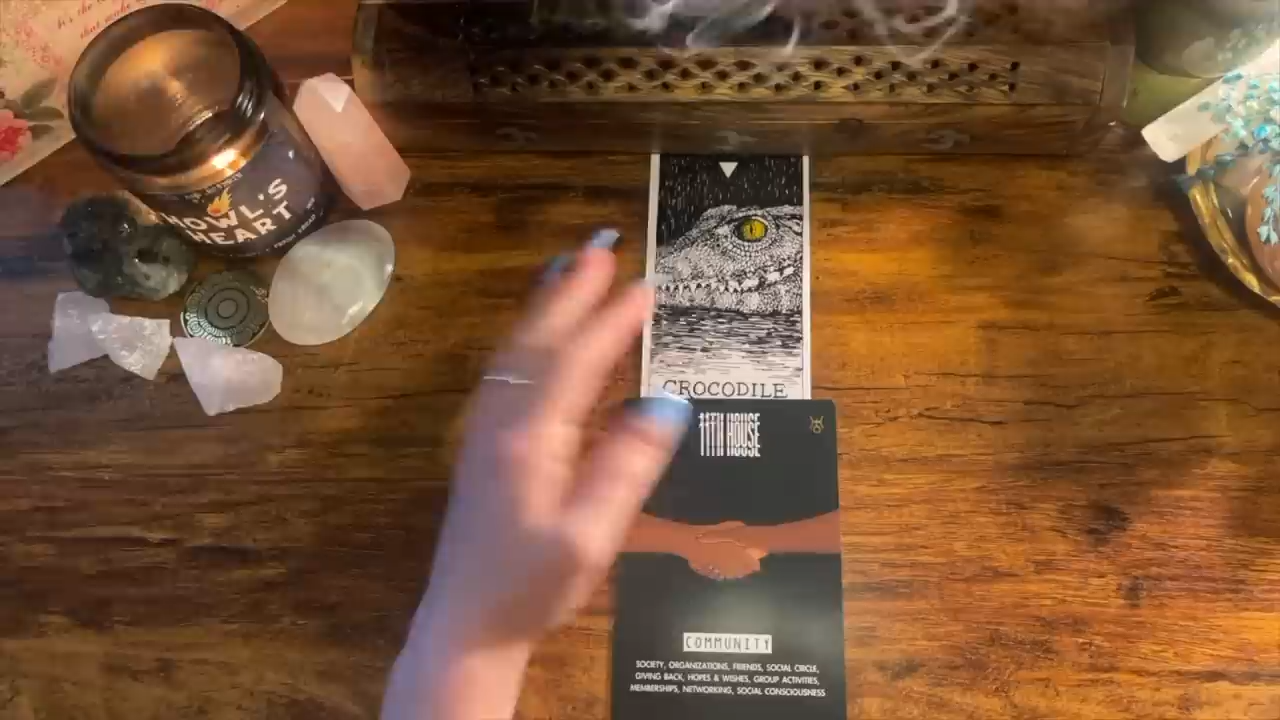 HOWL'S
HEART
CROCODILE
11TH HOUSE
COMMUNITY
SOCIETY, ORGANIZATIONS, FRIENDS, SOCIAL CIRCLE,
GIVING BACK, HOPES & WISHES, GROUP ACTIVITIES,
MEMBERSHIPS, NETWORKING, SOCIAL CONSCIOUSNESS